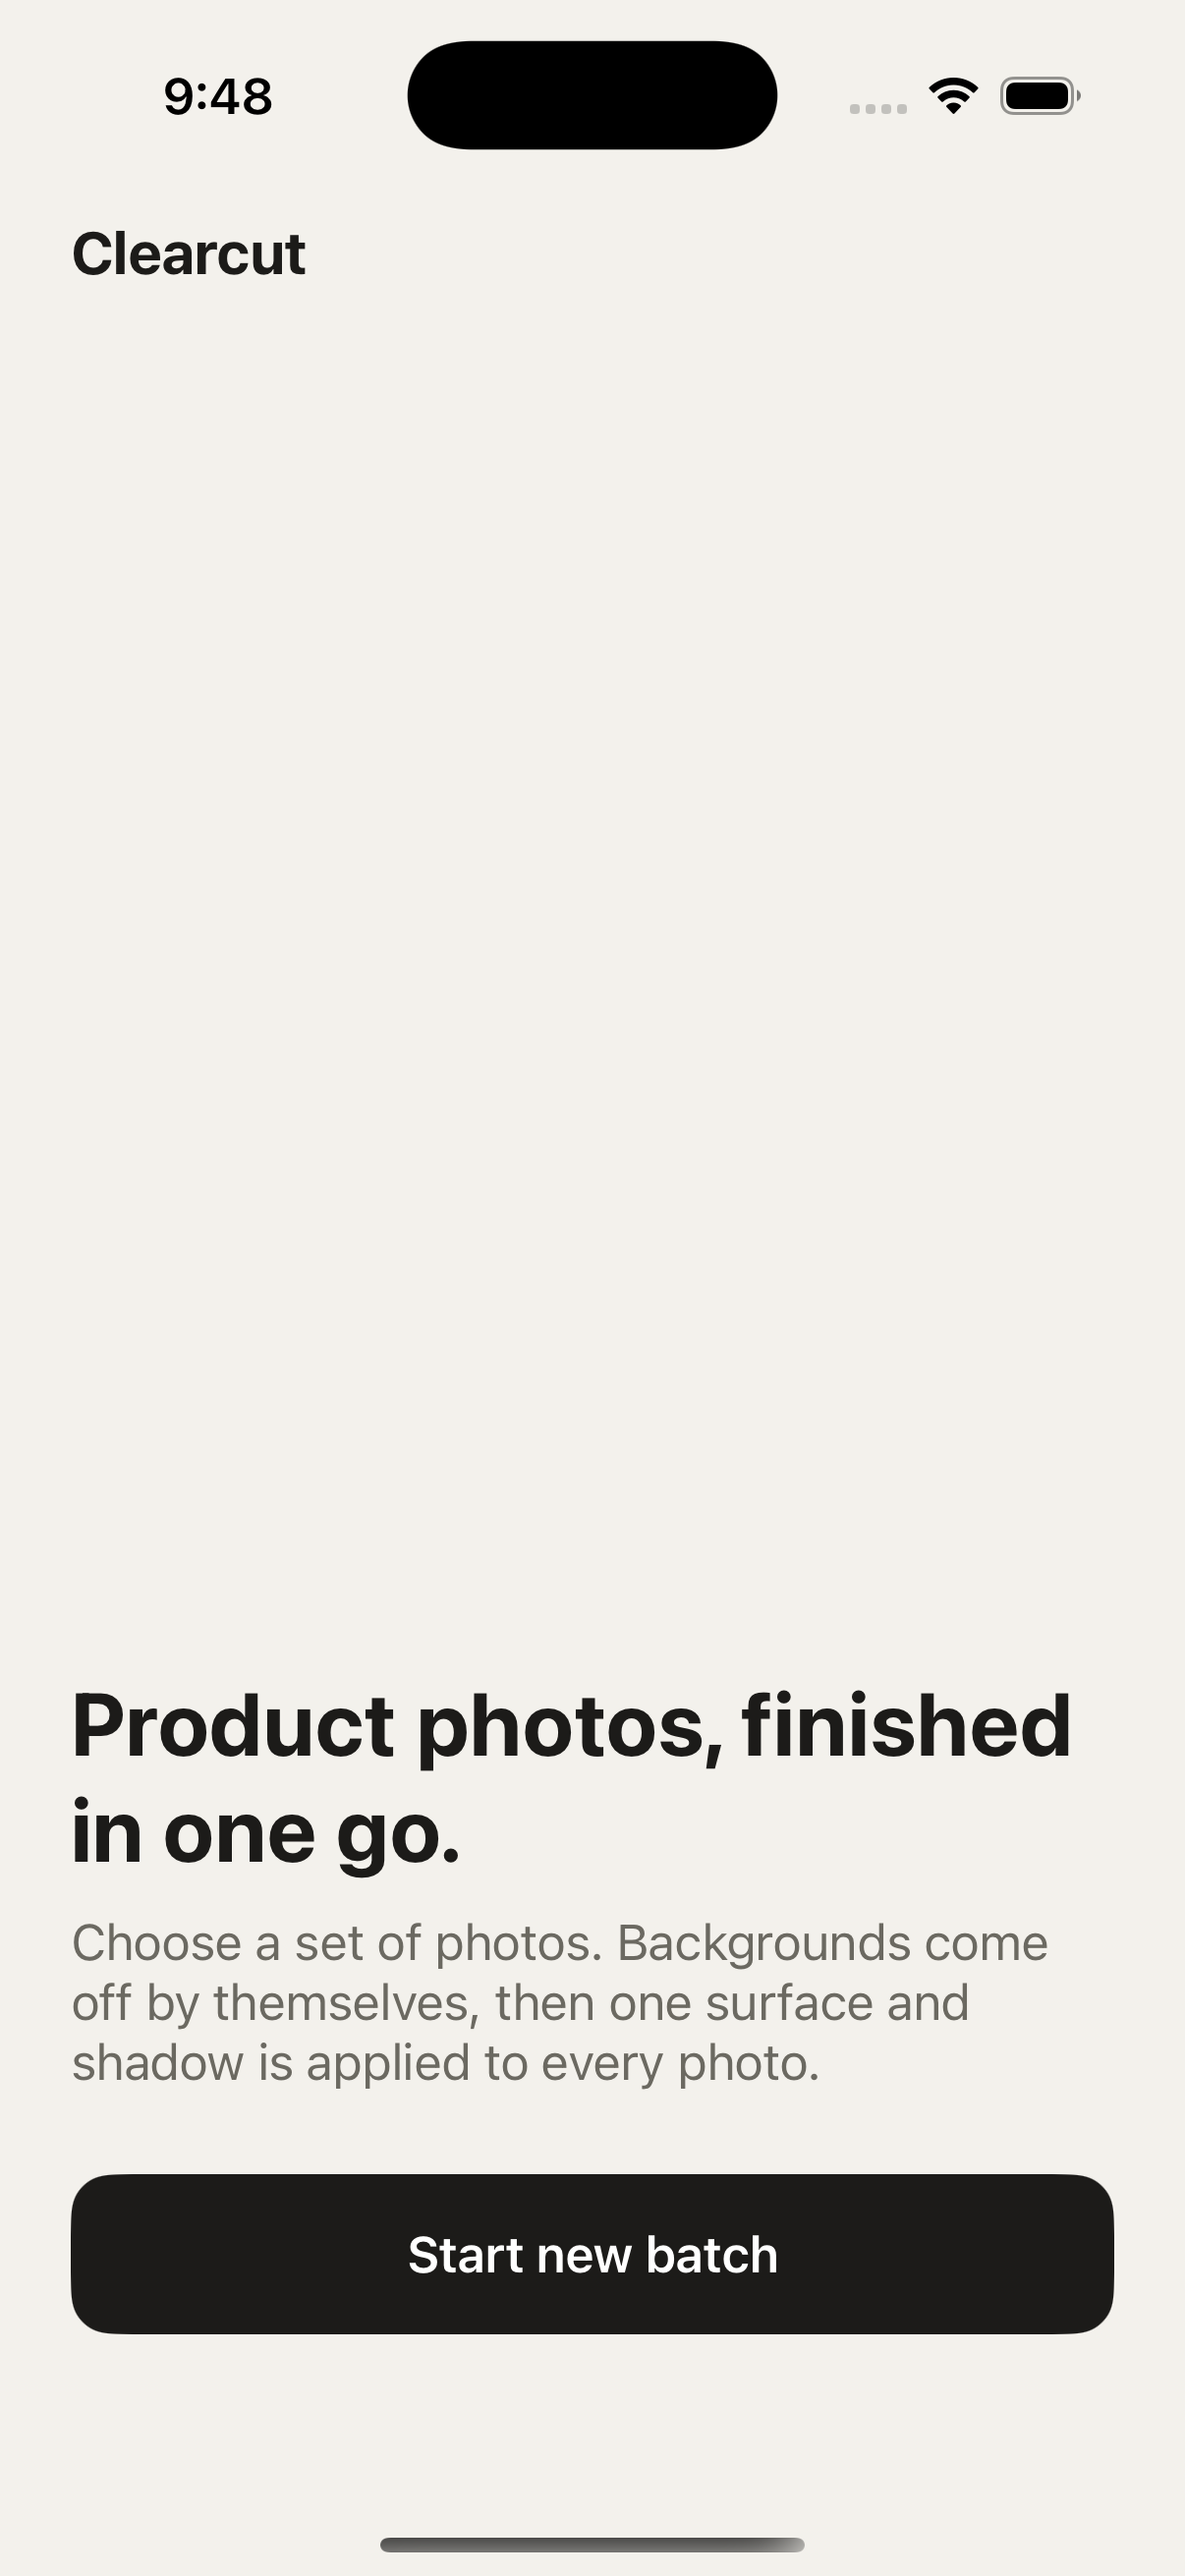 9:48
Clearcut
Product photos, finished
in one go.
Choose a set of photos. Backgrounds come
off by themselves, then one surface and
shadow is applied to every photo.
Start new batch